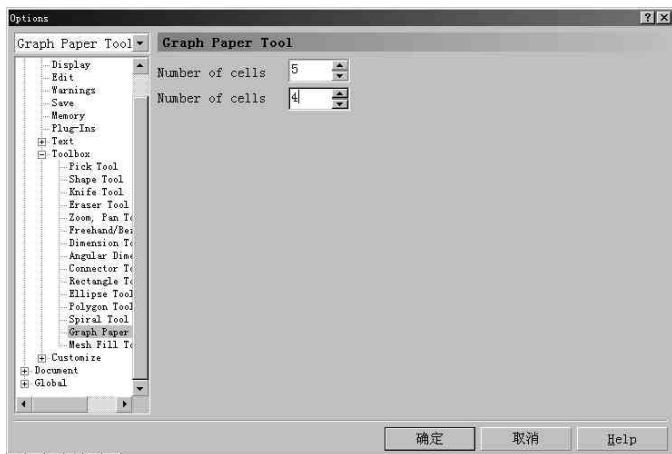 Options
Graph Paper Tool
Graph Paper Tool
Number of cells 5
Number of cells 4
Display
Edit
Warnings
Save
Memory
Plug-Ins
Text
Toolbox
Pick Tool
Shape Tool
Knife Tool
Eraser Tool
Zoom, Pan To
Freehand/Bez
Dimension To
Angular Dime
Connector To
Rectangle To
Ellipse Tool
Polygon Tool
Spiral Tool
Graph Paper
Mesh Fill To
Customize
Document
Global
确定 取消 Help